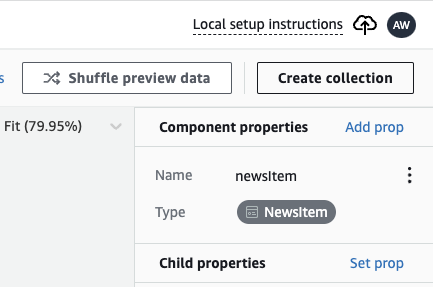 Local setup instructions AW
s Shuffle preview data Create collection
Fit (79.95%) Component properties Add prop
Name newsItem
Type NewsItem
Child properties Set prop